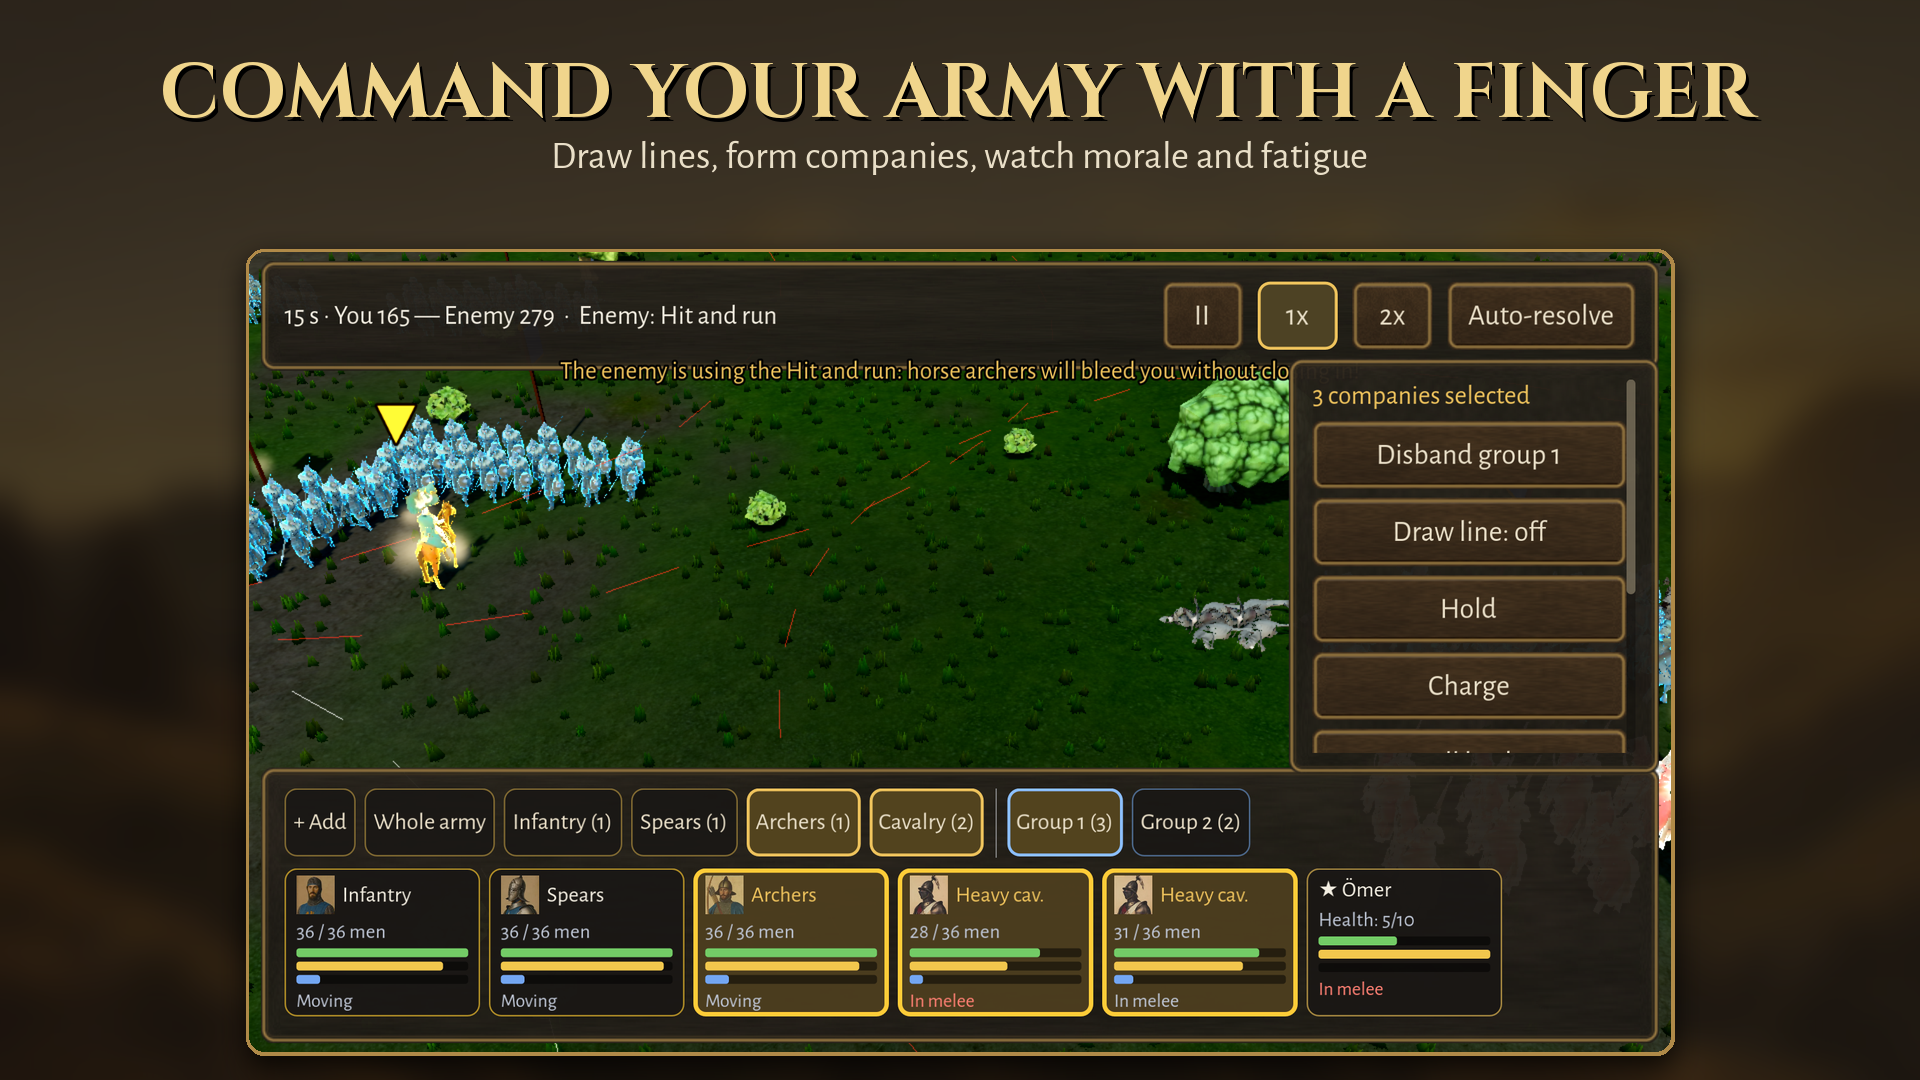 COMMAND YOUR ARMY WITH A FINGER
Draw lines, form companies, watch morale and fatigue
15 s · You 165 — Enemy 279 · Enemy: Hit and run
II
1x
2x
Auto-resolve
The enemy is using the Hit and run: horse archers will bleed you without clo
3 companies selected
Disband group 1
Draw line: off
Hold
Charge
+ Add
Whole army
Infantry (1)
Spears (1)
Archers (1)
Cavalry (2)
Group 1 (3)
Group 2 (2)
Infantry
36 / 36 men
Moving
Spears
36 / 36 men
Moving
Archers
36 / 36 men
Moving
Heavy cav.
28 / 36 men
In melee
Heavy cav.
31 / 36 men
In melee
★ Ömer
Health: 5/10
In melee